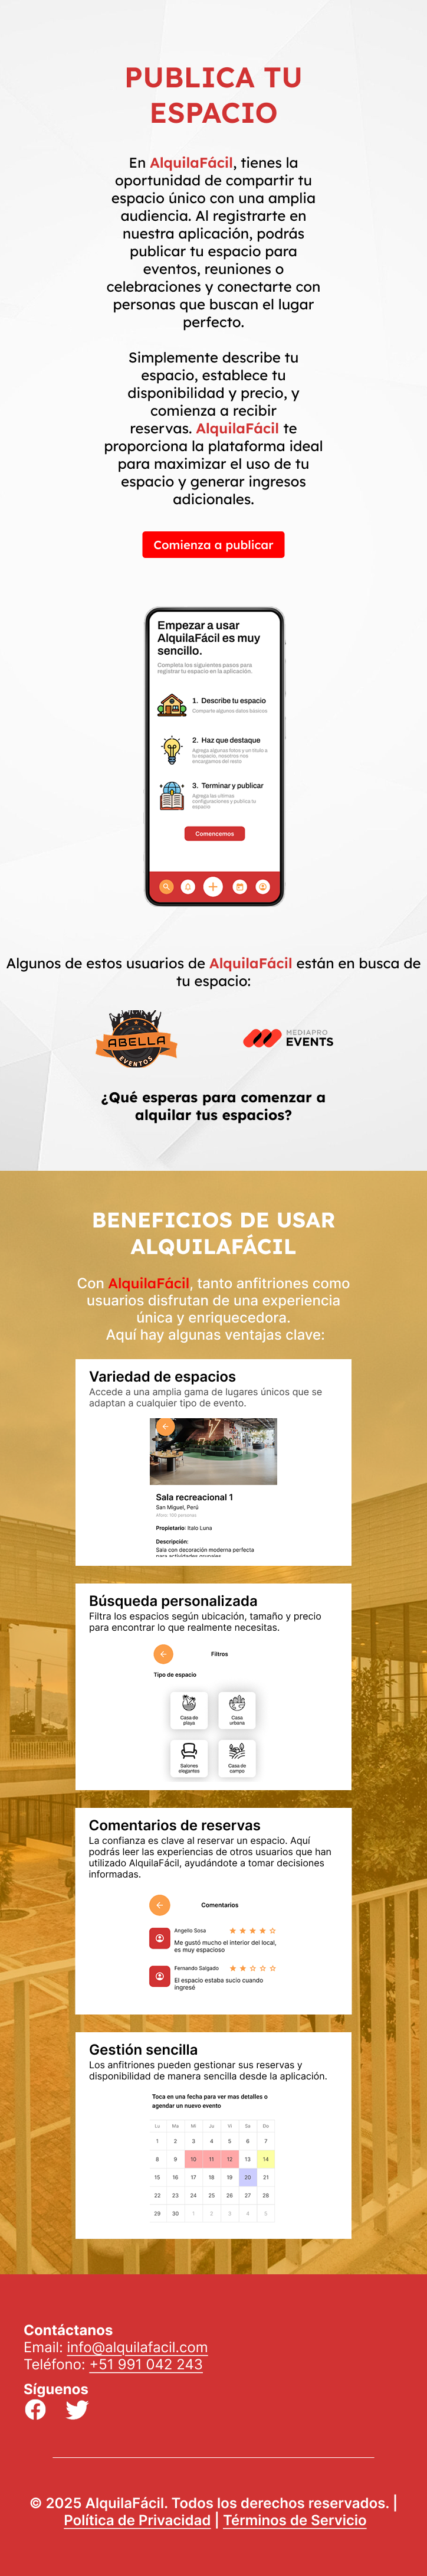 PUBLICA TU
ESPACIO
En AlquilaFácil, tienes la
oportunidad de compartir tu
espacio único con una amplia
audiencia. Al registrarte en
nuestra aplicación, podrás
publicar tu espacio para
eventos, reuniones o
celebraciones y conectarte con
personas que buscan el lugar
perfecto.
Simplemente describe tu
espacio, establece tu
disponibilidad y precio, y
comienza a recibir
reservas. AlquilaFácil te
proporciona la plataforma ideal
para maximizar el uso de tu
espacio y generar ingresos
adicionales.
Comienza a publicar
Empezar a usar
AlquilaFácil es muy
sencillo.
Completa los siguientes pasos para
registrar tu espacio en la aplicación.
1. Describe tu espacio
Comparte algunos datos básicos
2. Haz que destaque
Agrega algunas fotos y un título a
tu espacio, nosotros nos
encargamos del resto
3. Terminar y publicar
Agrega las ultimas
configuraciones y publica tu
espacio
Comencemos
Algunos de estos usuarios de AlquilaFácil están en busca de
tu espacio:
ABELLA
EVENTOS
MEDIAPRO
EVENTS
¿Qué esperas para comenzar a
alquilar tus espacios?
BENEFICIOS DE USAR
ALQUILAFÁCIL
Con AlquilaFácil, tanto anfitriones como
usuarios disfrutan de una experiencia
única y enriquecedora.
Aquí hay algunas ventajas clave:
Variedad de espacios
Accede a una amplia gama de lugares únicos que se
adaptan a cualquier tipo de evento.
Sala recreacional 1
San Miguel, Perú
Aforo: 100 personas
Propietario: Italo Luna
Descripción:
Sala con decoración moderna perfecta
para actividades grupales
Búsqueda personalizada
Filtra los espacios según ubicación, tamaño y precio
para encontrar lo que realmente necesitas.
Filtros
Tipo de espacio
Casa de
playa
Casa
urbana
Salones
elegantes
Casa de
campo
Comentarios de reservas
La confianza es clave al reservar un espacio. Aquí
podrás leer las experiencias de otros usuarios que han
utilizado AlquilaFácil, ayudándote a tomar decisiones
informadas.
Comentarios
Angello Sosa
Me gustó mucho el interior del local,
es muy espacioso
Fernando Salgado
El espacio estaba sucio cuando
ingresé
Gestión sencilla
Los anfitriones pueden gestionar sus reservas y
disponibilidad de manera sencilla desde la aplicación.
Toca en una fecha para ver mas detalles o
agendar un nuevo evento
Lu Ma Mi Ju Vi Sa Do
1 2 3 4 5 6 7
8 9 10 11 12 13 14
15 16 17 18 19 20 21
22 23 24 25 26 27 28
29 30 1 2 3 4 5
Contáctanos
Email: info@alquilafacil.com
Teléfono: +51 991 042 243
Síguenos
© 2025 AlquilaFácil. Todos los derechos reservados. |
Política de Privacidad | Términos de Servicio